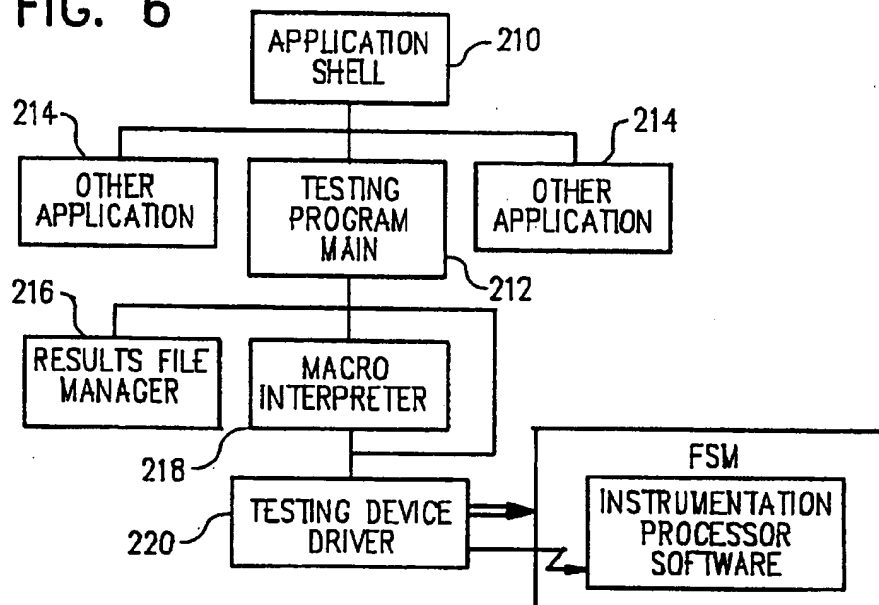 FIG. 6
APPLICATION
SHELL
210
214
214
OTHER
APPLICATION
TESTING
PROGRAM
MAIN
OTHER
APPLICATION
212
216
RESULTS FILE
MANAGER
MACRO
INTERPRETER
218
FSM
TESTING DEVICE
DRIVER
220
INSTRUMENTATION
PROCESSOR
SOFTWARE